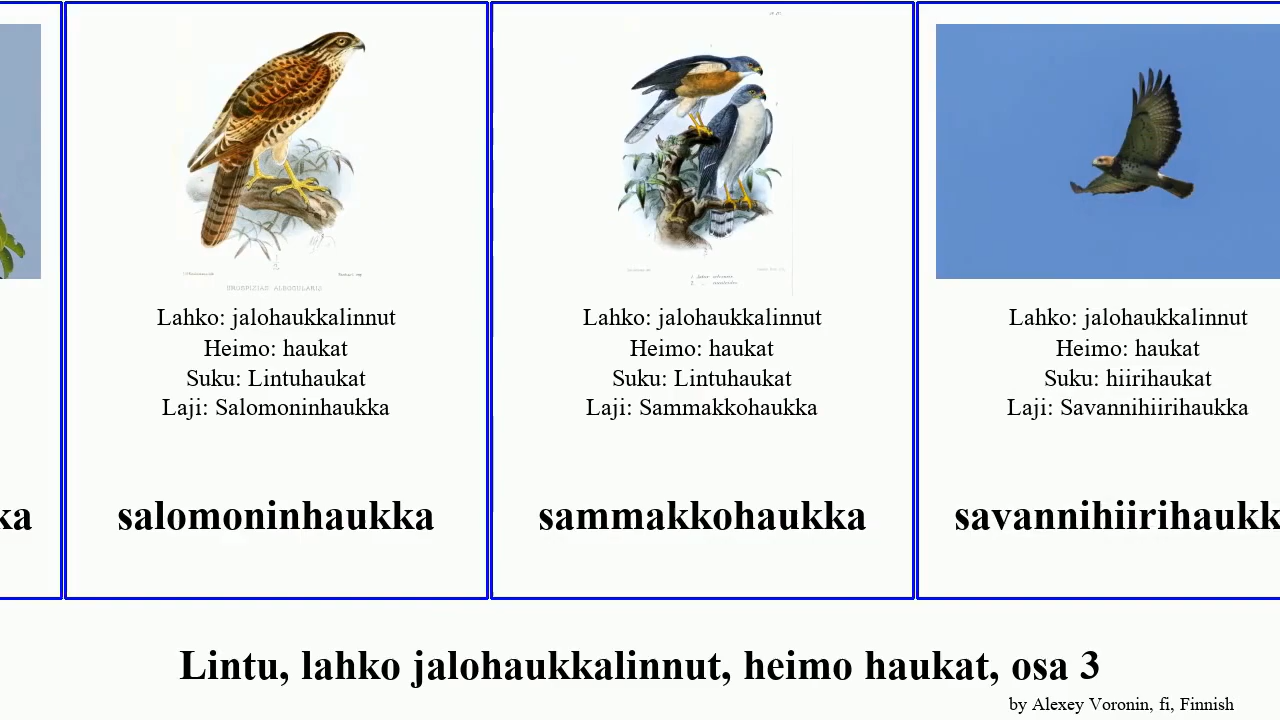 ka
ERUSPIZIAS ALBOGULARIS
Lahko: jalohaukkalinnut
Heimo: haukat
Suku: Lintuhaukat
Laji: Salomoninhaukka
salomoninhaukka
Lahko: jalohaukkalinnut
Heimo: haukat
Suku: Lintuhaukat
Laji: Sammakkohaukka
sammakkohaukka
Lahko: jalohaukkalinnut
Heimo: haukat
Suku: hiirihaukat
Laji: Savannihiirihaukka
savannihiirihaukk
Lintu, lahko jalohaukkalinnut, heimo haukat, osa 3
by Alexey Voronin, fi, Finnish